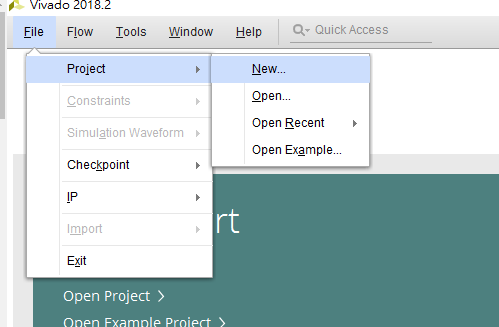 Vivado 2018.2
File Flow Tools Window Help Quick Access
Project
New...
Open...
Open Recent
Open Example...
Constraints
Simulation Waveform
Checkpoint
IP
Import
Exit
rt
Open Project
Open Example Project